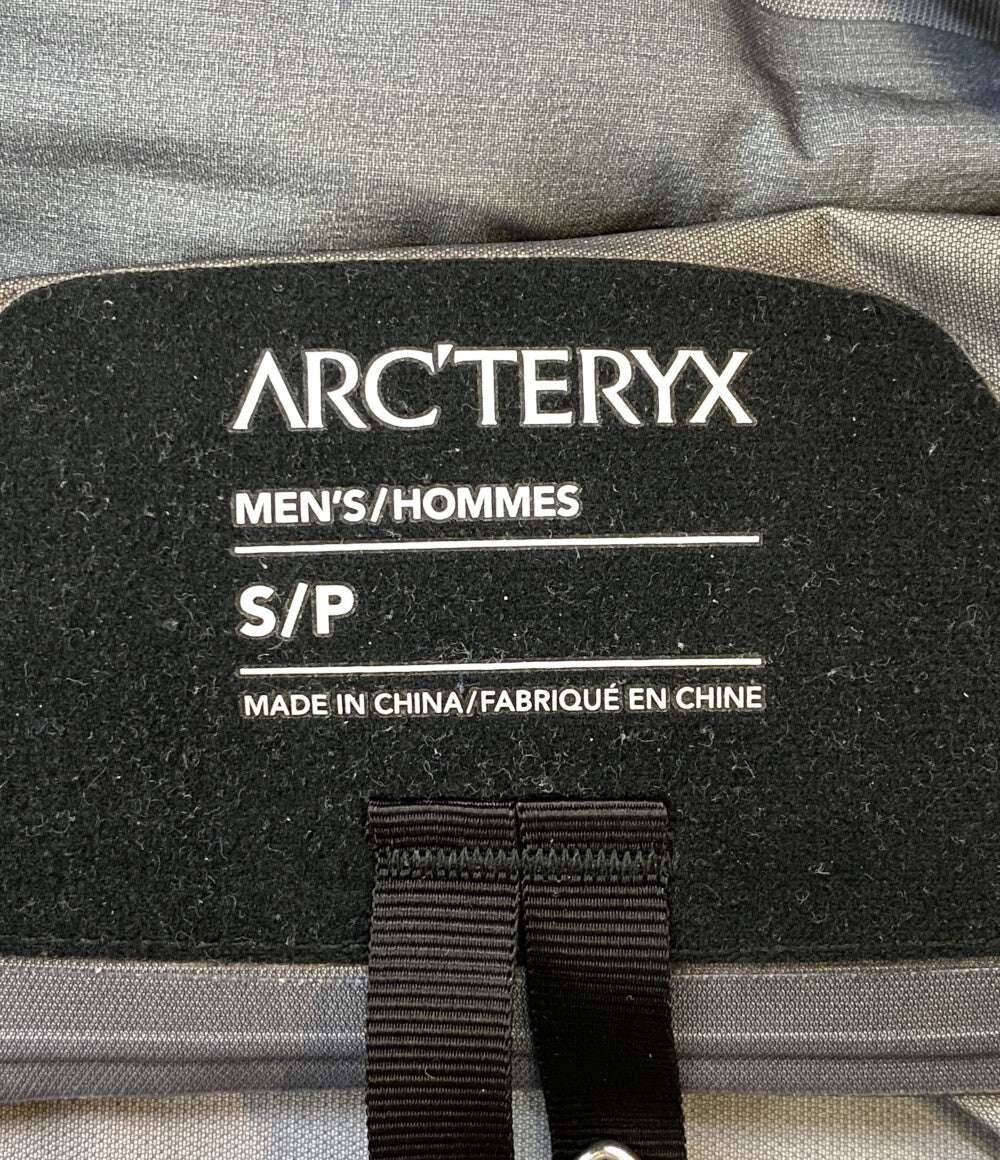 ARC'TERYX
MEN'S/HOMMES
S/P
MADE IN CHINA/FABRIQUÉ EN CHINE